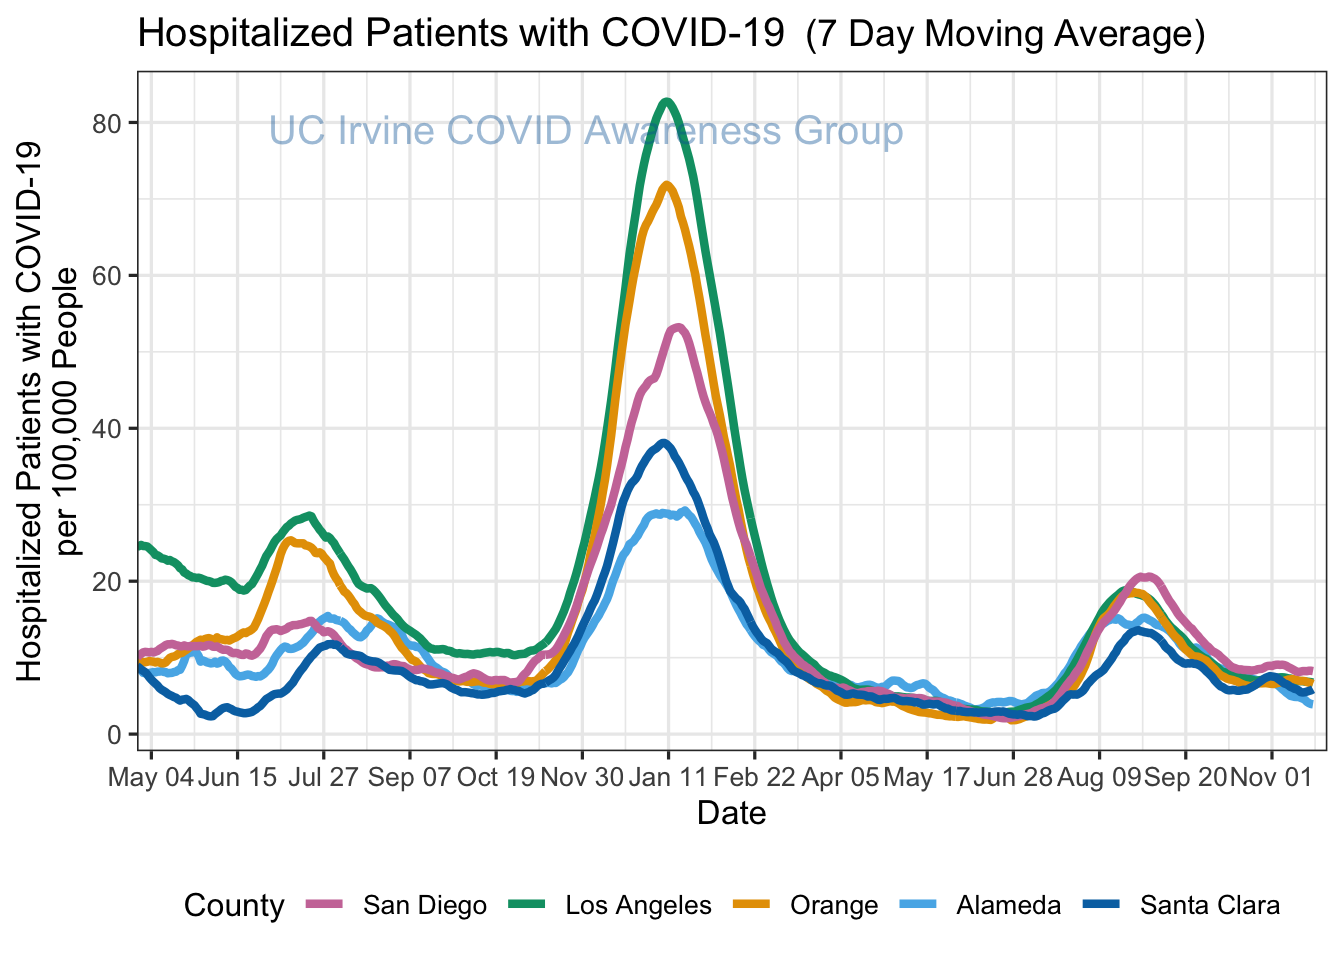 Hospitalized Patients with COVID-19 (7 Day Moving Average)
UC Irvine COVID Awareness Group
Hospitalized Patients with COVID-19
per 100,000 People
80
60
40
20
0
May 04 Jun 15 Jul 27 Sep 07 Oct 19 Nov 30 Jan 11 Feb 22 Apr 05 May 17 Jun 28 Aug 09 Sep 20 Nov 01
Date
County San Diego Los Angeles Orange Alameda Santa Clara